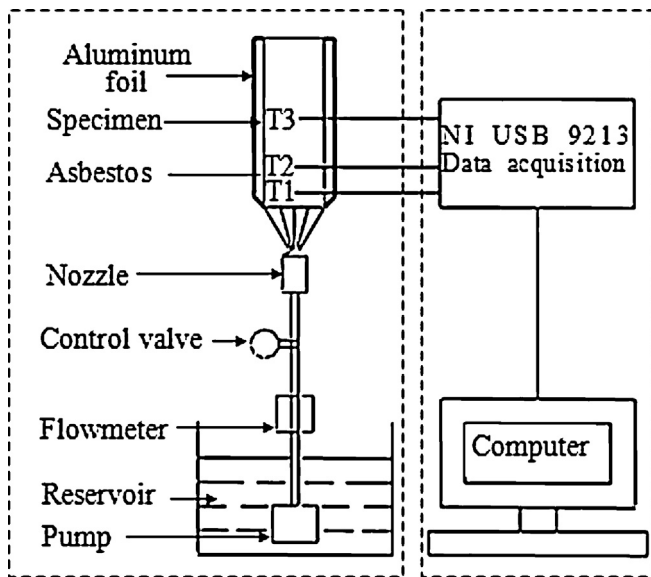 Aluminum
foil
Specimen
T3
NI USB 9213
T2
Data acquisition
Asbestos
T1
Nozzle
Control valve
Flowmeter
Computer
Reservoir
Pump